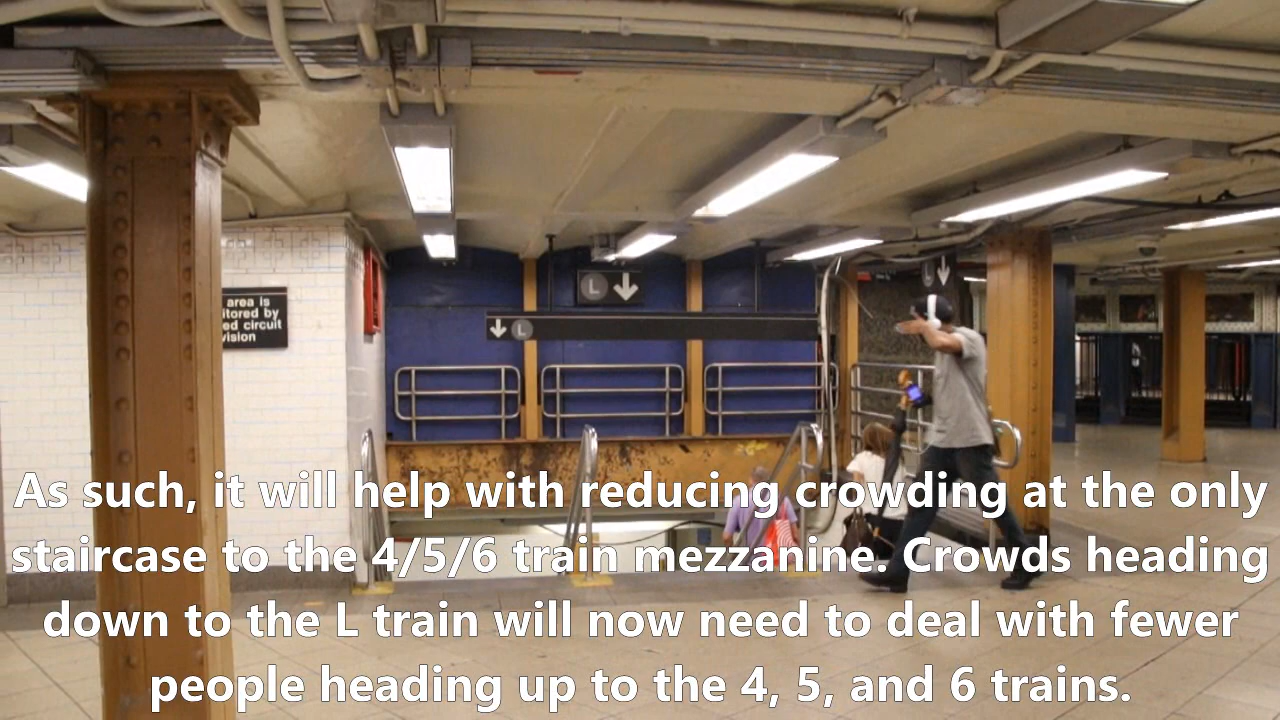 L
L
area is
itored by
ed circuit
vision
L
As such, it will help with reducing crowding at the only
staircase to the 4/5/6 train mezzanine. Crowds heading
down to the L train will now need to deal with fewer
people heading up to the 4, 5, and 6 trains.